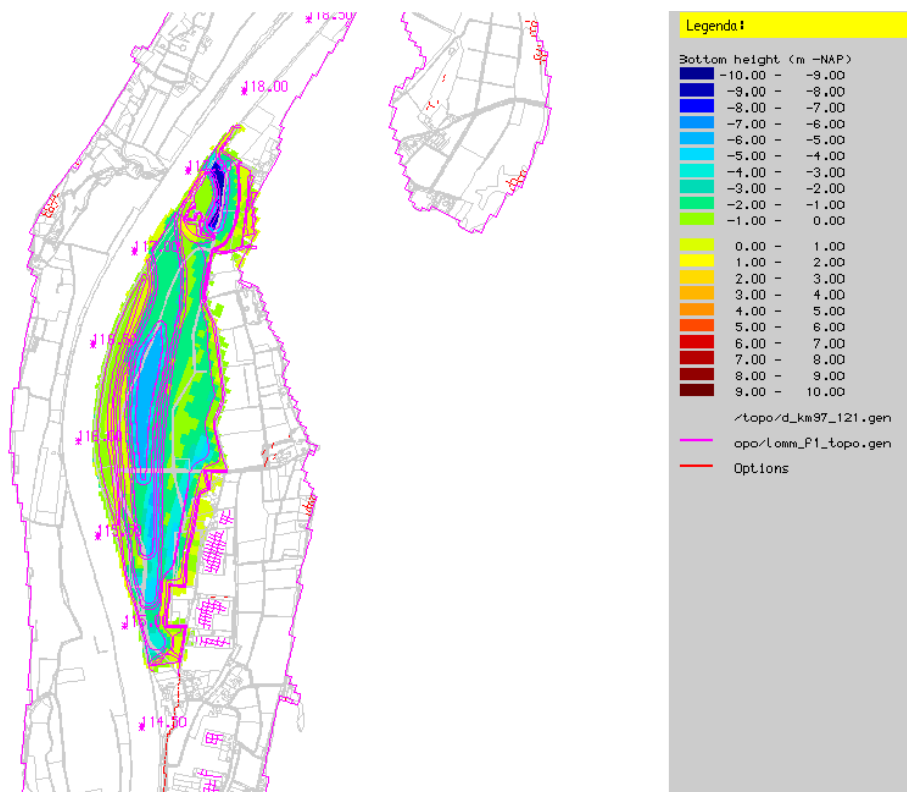 118.50
118.00
117.00
116.50
116.00
115.50
114.50
Legenda:
Bottom height (m -NAP)
-10.00 - -9.00
-9.00 - -8.00
-8.00 - -7.00
-7.00 - -6.00
-6.00 - -5.00
-5.00 - -4.00
-4.00 - -3.00
-3.00 - -2.00
-2.00 - -1.00
-1.00 - 0.00
0.00 - 1.00
1.00 - 2.00
2.00 - 3.00
3.00 - 4.00
4.00 - 5.00
5.00 - 6.00
6.00 - 7.00
7.00 - 8.00
8.00 - 9.00
9.00 - 10.00
/topo/d_km97_121.gen
opo/lomm_f1_topo.gen
Options